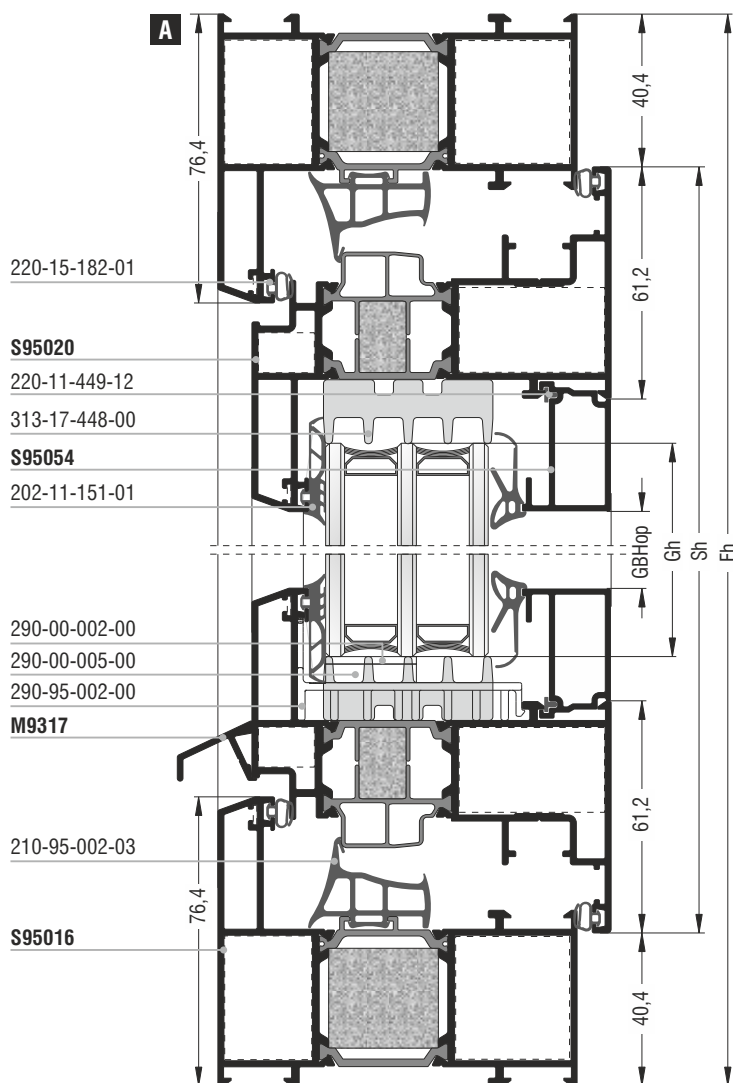 A
76,4
40,4
220-15-182-01
61,2
S95020
220-11-449-12
313-17-448-00
S95054
202-11-151-01
GBHop
Gh
Sh
Fh
290-00-002-00
290-00-005-00
290-95-002-00
M9317
61,2
210-95-002-03
76,4
S95016
40,4